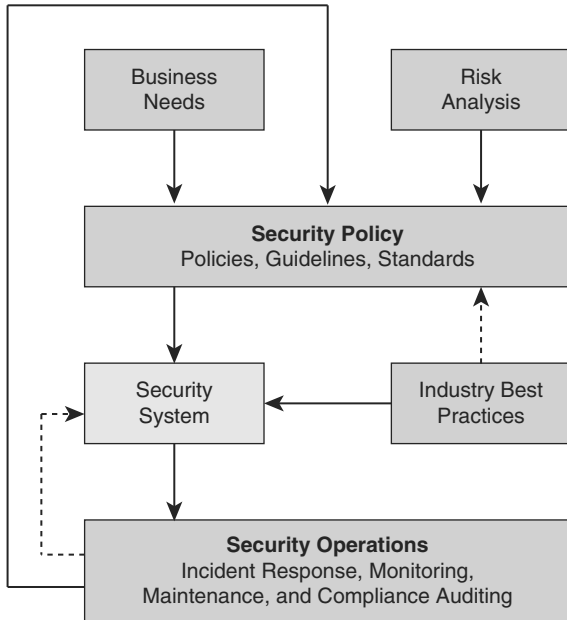 Business
Needs
Risk
Analysis
Security Policy
Policies, Guidelines, Standards
Security
System
Industry Best
Practices
Security Operations
Incident Response, Monitoring,
Maintenance, and Compliance Auditing